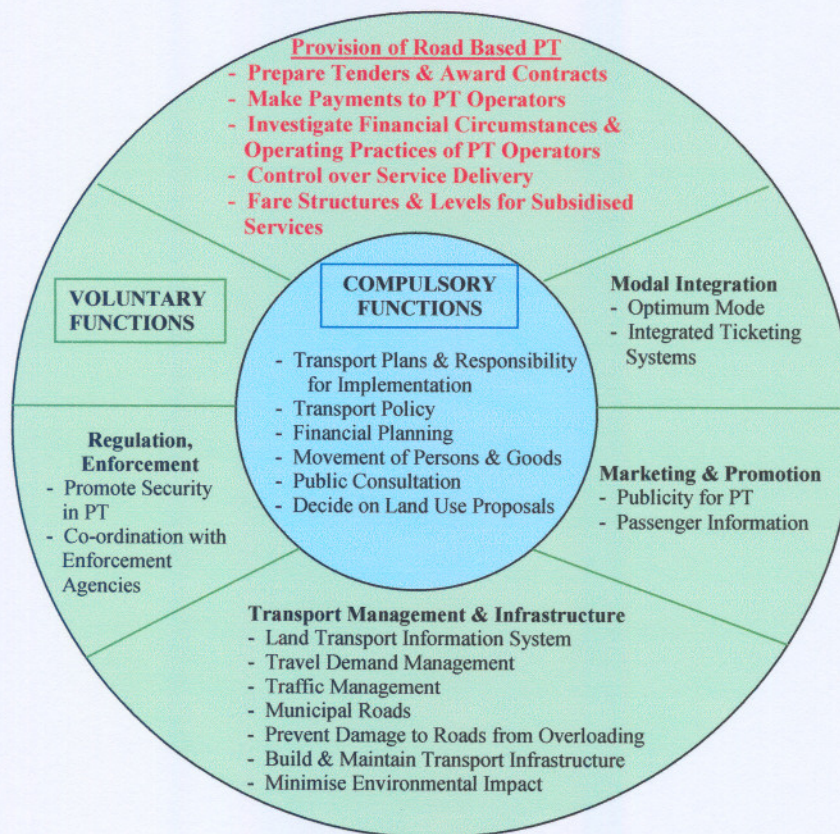 Provision of Road Based PT
- Prepare Tenders & Award Contracts
- Make Payments to PT Operators
- Investigate Financial Circumstances &
Operating Practices of PT Operators
- Control over Service Delivery
- Fare Structures & Levels for Subsidised
Services
VOLUNTARY
FUNCTIONS
COMPULSORY
FUNCTIONS
- Transport Plans & Responsibility
for Implementation
- Transport Policy
- Financial Planning
- Movement of Persons & Goods
- Public Consultation
- Decide on Land Use Proposals
Modal Integration
- Optimum Mode
- Integrated Ticketing
Systems
Regulation,
Enforcement
- Promote Security
in PT
- Co-ordination with
Enforcement
Agencies
Marketing & Promotion
- Publicity for PT
- Passenger Information
Transport Management & Infrastructure
- Land Transport Information System
- Travel Demand Management
- Traffic Management
- Municipal Roads
- Prevent Damage to Roads from Overloading
- Build & Maintain Transport Infrastructure
- Minimise Environmental Impact